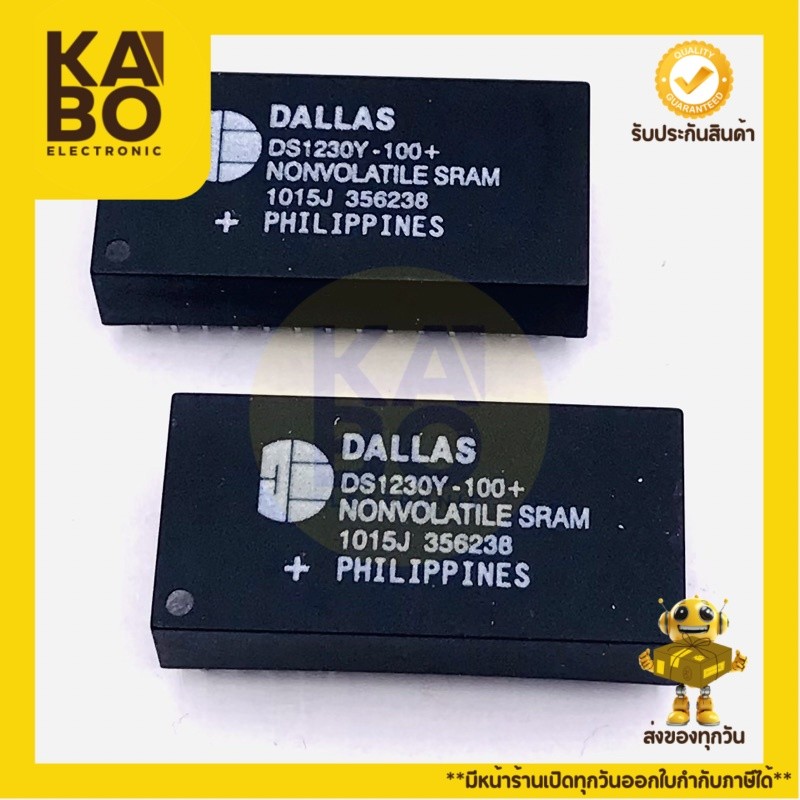 KA
BO
ELECTRONIC
QUALITY
GUARANTEED
รับประกันสินค้า
DALLAS
DS1230Y-100+
NONVOLATILE SRAM
1015J 356238
+ PHILIPPINES
KA
BO
DALLAS
DS1230Y-100+
NONVOLATILE SRAM
1015J 356238
+ PHILIPPINES
ส่งของทุกวัน
**มีหน้าร้านเปิดทุกวันออกใบกำกับภาษีได้**